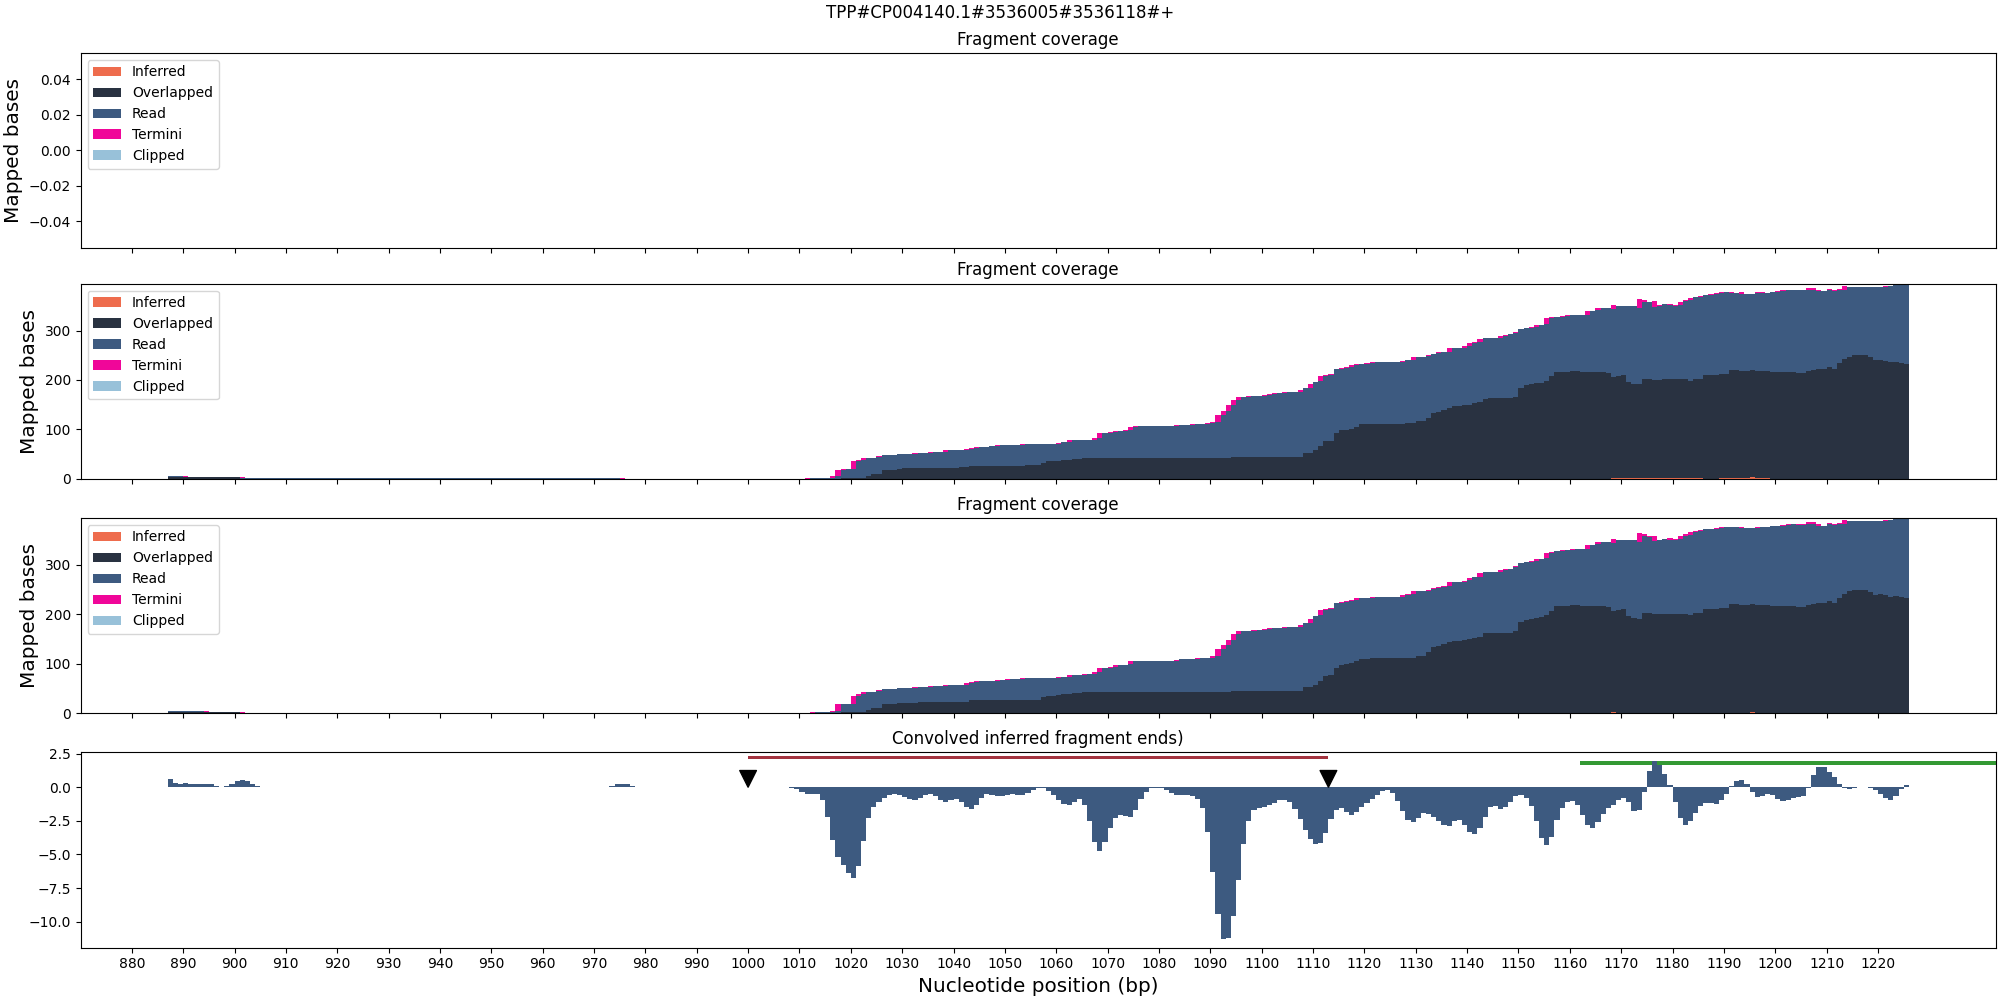 TPP#CP004140.1#3536005#3536118#+
Fragment coverage
Mapped bases
0.04
0.02
0.00
−0.02
−0.04
Inferred
Overlapped
Read
Termini
Clipped
Fragment coverage
Mapped bases
300
200
100
0
Inferred
Overlapped
Read
Termini
Clipped
Fragment coverage
Mapped bases
300
200
100
0
Inferred
Overlapped
Read
Termini
Clipped
Convolved inferred fragment ends)
2.5
0.0
−2.5
−5.0
−7.5
−10.0
880 890 900 910 920 930 940 950 960 970 980 990 1000 1010 1020 1030 1040 1050 1060 1070 1080 1090 1100 1110 1120 1130 1140 1150 1160 1170 1180 1190 1200 1210 1220
Nucleotide position (bp)